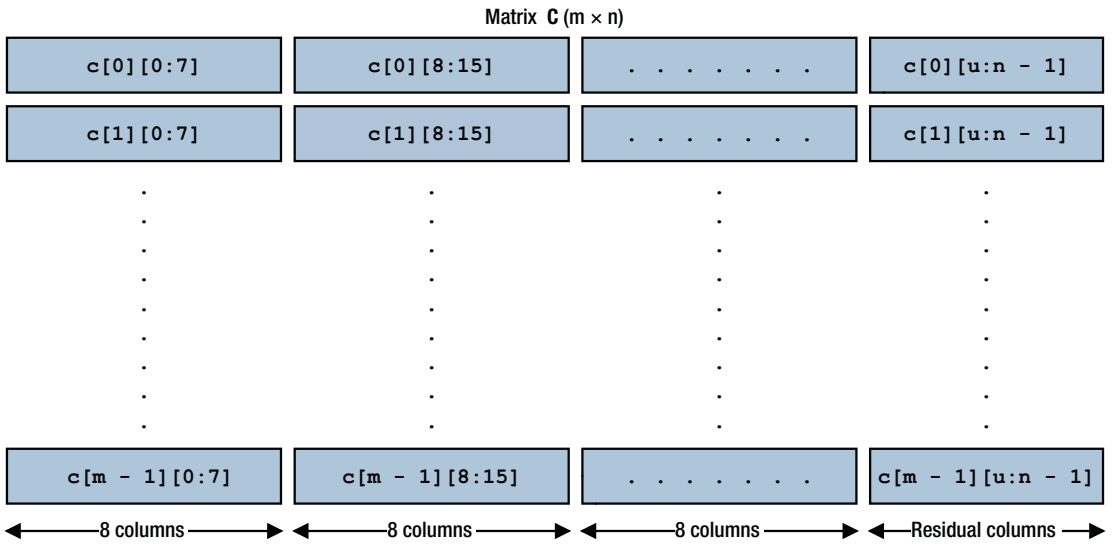 Matrix C (m × n)
c[0][0:7] c[0][8:15] . . . . . . . c[0][u:n - 1]
c[1][0:7] c[1][8:15] . . . . . . . c[1][u:n - 1]
. . . .
. . . .
. . . .
. . . .
. . . .
. . . .
. . . .
. . . .
. . . .
c[m - 1][0:7] c[m - 1][8:15] . . . . . . . c[m - 1][u:n - 1]
8 columns 8 columns 8 columns Residual columns